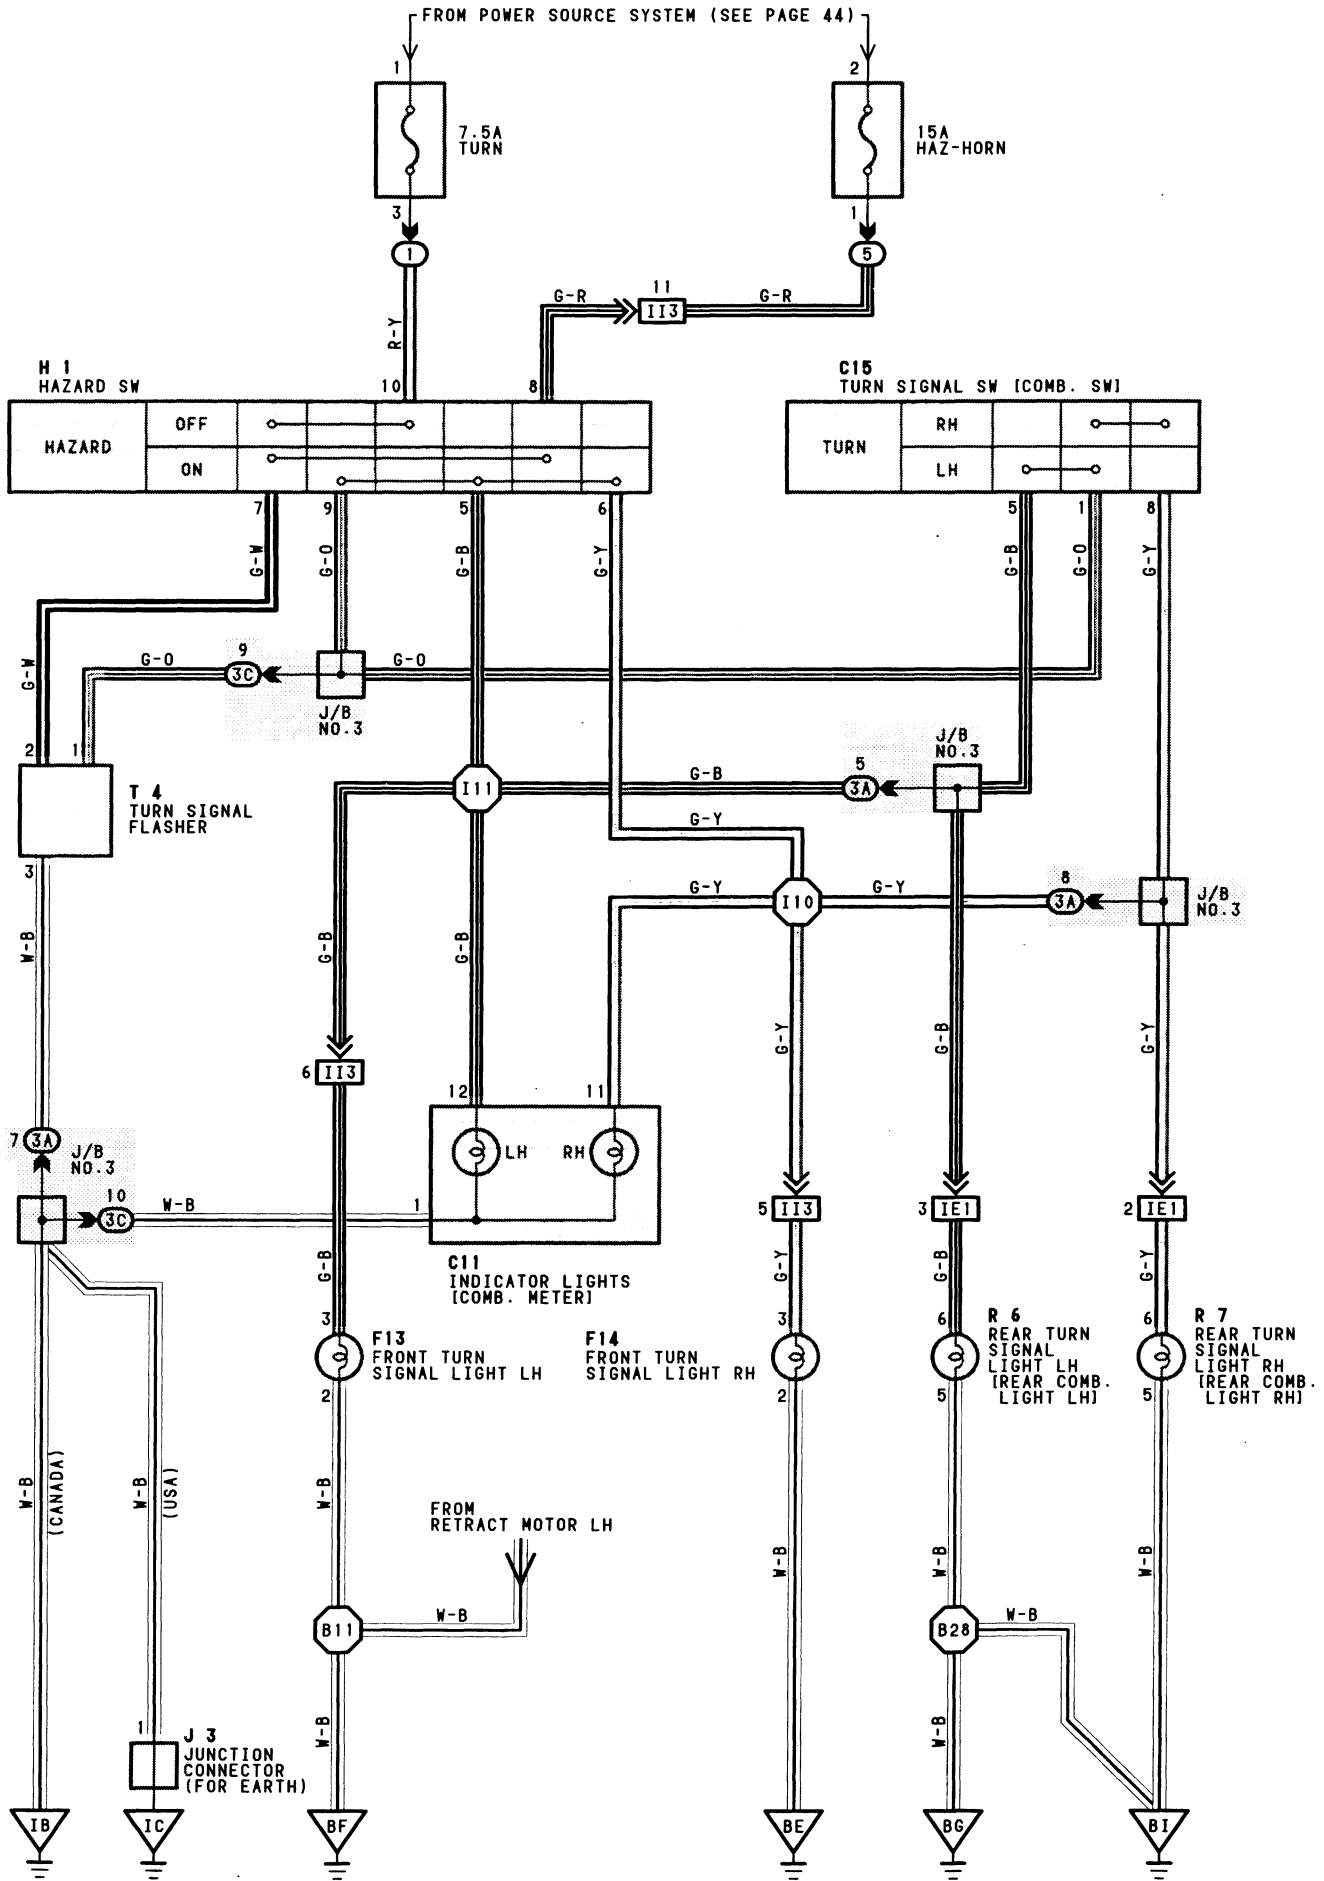 FROM POWER SOURCE SYSTEM (SEE PAGE 44)
1
2
7.5A
TURN
15A
HAZ-HORN
3
1
1
5
R-Y
G-R
11
II3
G-R
H 1
HAZARD SW
10
8
C15
TURN SIGNAL SW [COMB. SW]
HAZARD
OFF
ON
TURN
RH
LH
7
9
5
6
5
1
8
G-W
G-O
G-B
G-Y
G-B
G-O
G-Y
G-W
G-O
9
3C
G-O
J/B
NO.3
2
1
T 4
TURN SIGNAL
FLASHER
3
I11
G-B
5
3A
J/B
NO.3
G-Y
G-Y
I10
G-Y
8
3A
J/B
NO.3
W-B
G-B
G-B
G-Y
G-B
G-Y
6
II3
12
11
LH
RH
7
3A
J/B
NO.3
10
3C
W-B
1
C11
INDICATOR LIGHTS
[COMB. METER]
5
II3
3
IE1
2
IE1
G-B
G-Y
G-B
G-Y
3
F13
FRONT TURN
SIGNAL LIGHT LH
2
F14
FRONT TURN
SIGNAL LIGHT RH
3
2
6
R 6
REAR TURN
SIGNAL
LIGHT LH
[REAR COMB.
LIGHT LH]
5
6
R 7
REAR TURN
SIGNAL
LIGHT RH
[REAR COMB.
LIGHT RH]
5
W-B
(CANADA)
W-B
(USA)
W-B
FROM
RETRACT MOTOR LH
W-B
W-B
W-B
B11
W-B
B28
W-B
W-B
W-B
1
J 3
JUNCTION
CONNECTOR
(FOR EARTH)
IB
IC
BF
BE
BG
BI